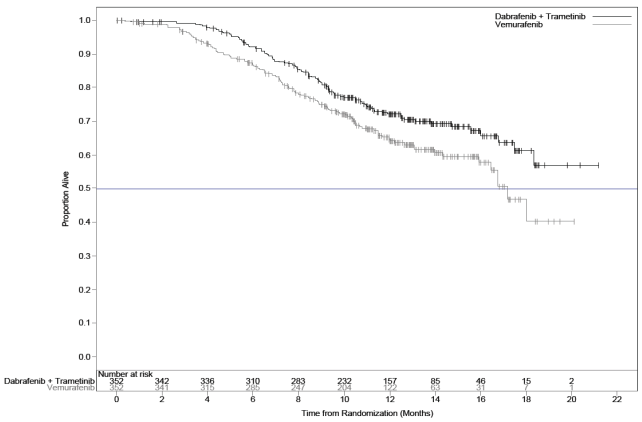 Dabrafenib + Trametinib
Vemurafenib
1.0
0.9
0.8
0.7
0.6
0.5
0.4
0.3
0.2
0.1
0.0
Proportion Alive
Number at risk
Dabrafenib + Trametinib 352 342 336 310 283 232 157 85 46 15 2
Vemurafenib 352 341 315 285 247 204 122 63 31 7 1
0 2 4 6 8 10 12 14 16 18 20 22
Time from Randomization (Months)